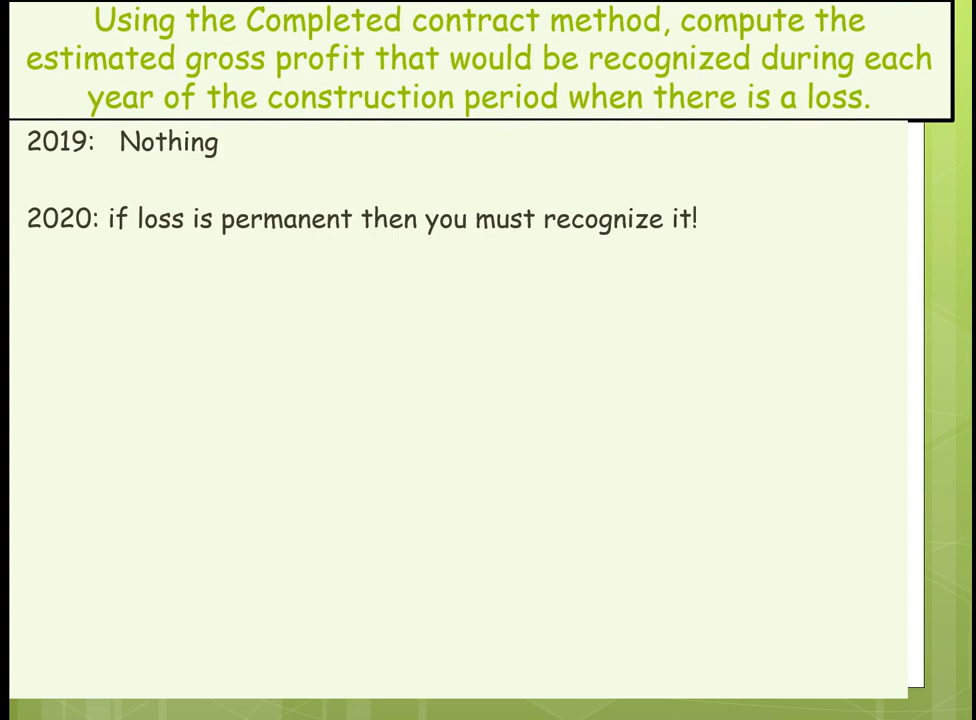 Using the Completed contract method, compute the
estimated gross profit that would be recognized during each
year of the construction period when there is a loss.
2019: Nothing
2020: if loss is permanent then you must recognize it!